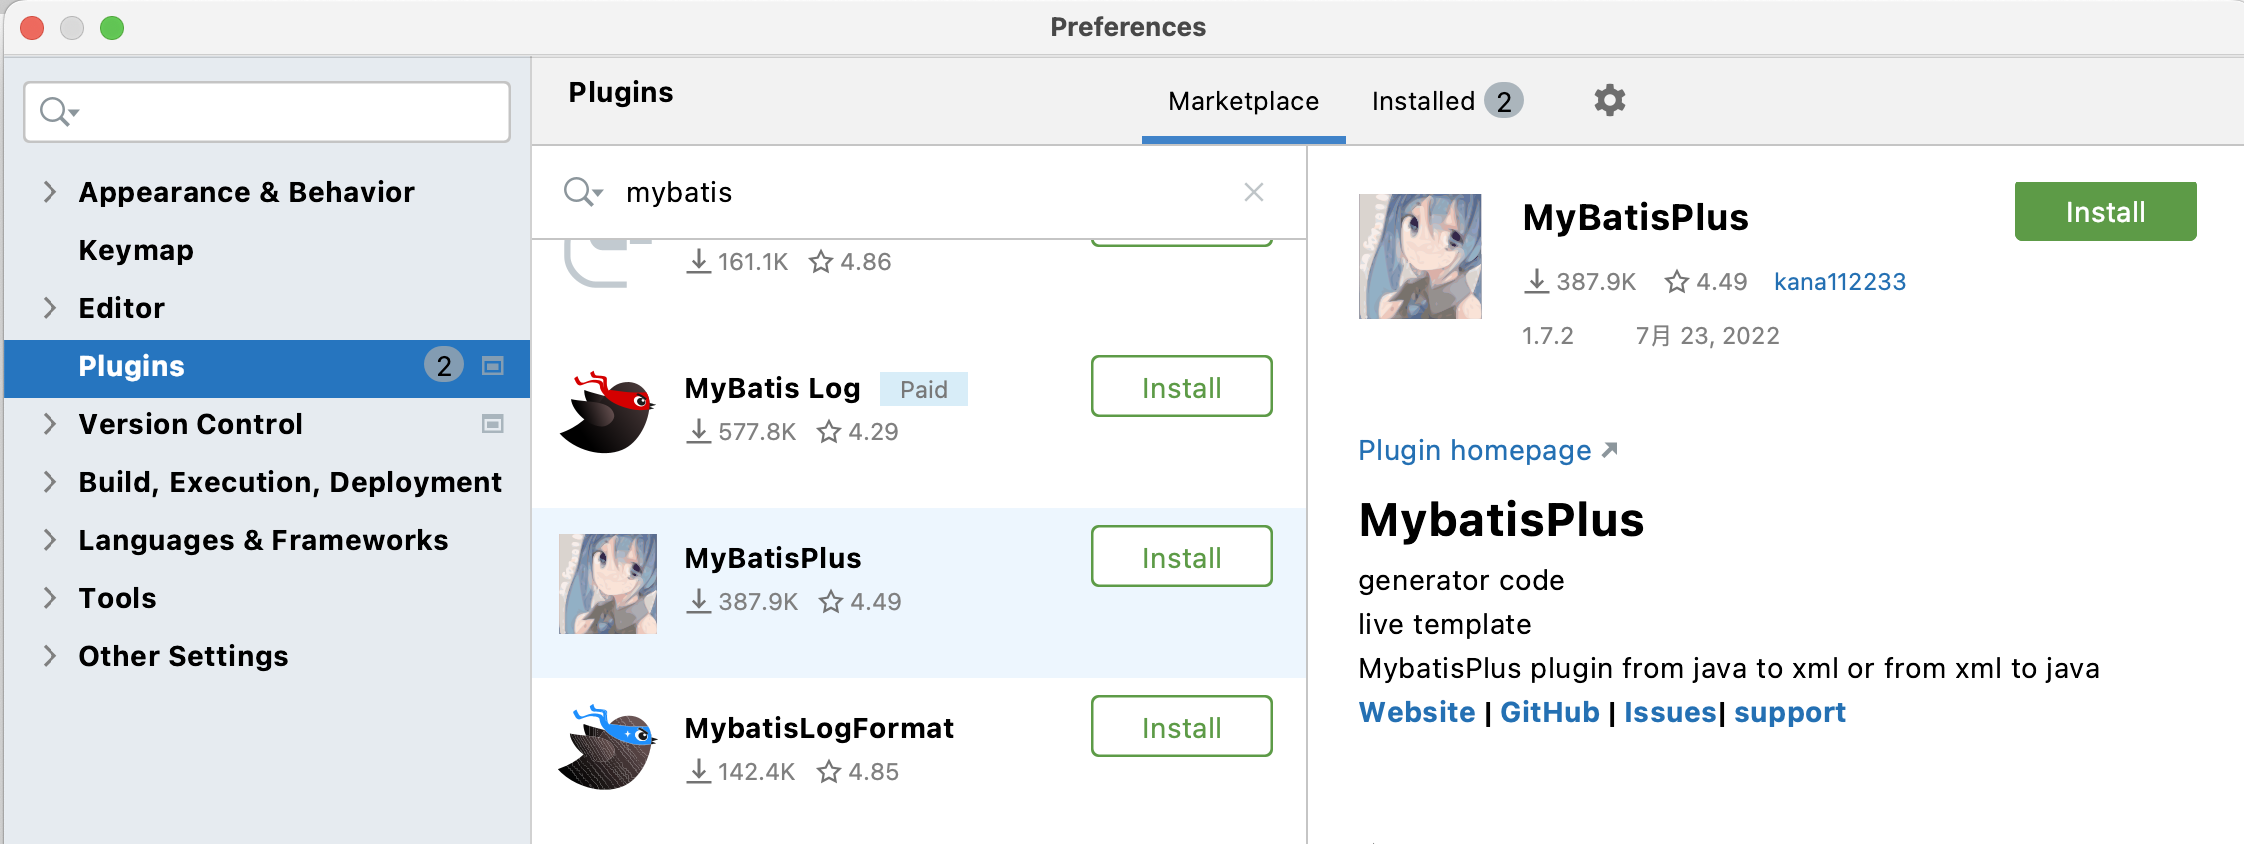 Preferences
Plugins
Marketplace Installed 2
Appearance & Behavior
Keymap
Editor
Plugins 2
Version Control
Build, Execution, Deployment
Languages & Frameworks
Tools
Other Settings
mybatis
161.1K 4.86
MyBatis Log Paid
577.8K 4.29
Install
MyBatisPlus
387.9K 4.49
Install
MybatisLogFormat
142.4K 4.85
Install
MyBatisPlus
Install
387.9K 4.49 kana112233
1.7.2 7月 23, 2022
Plugin homepage
MybatisPlus
generator code
live template
MybatisPlus plugin from java to xml or from xml to java
Website | GitHub | Issues| support